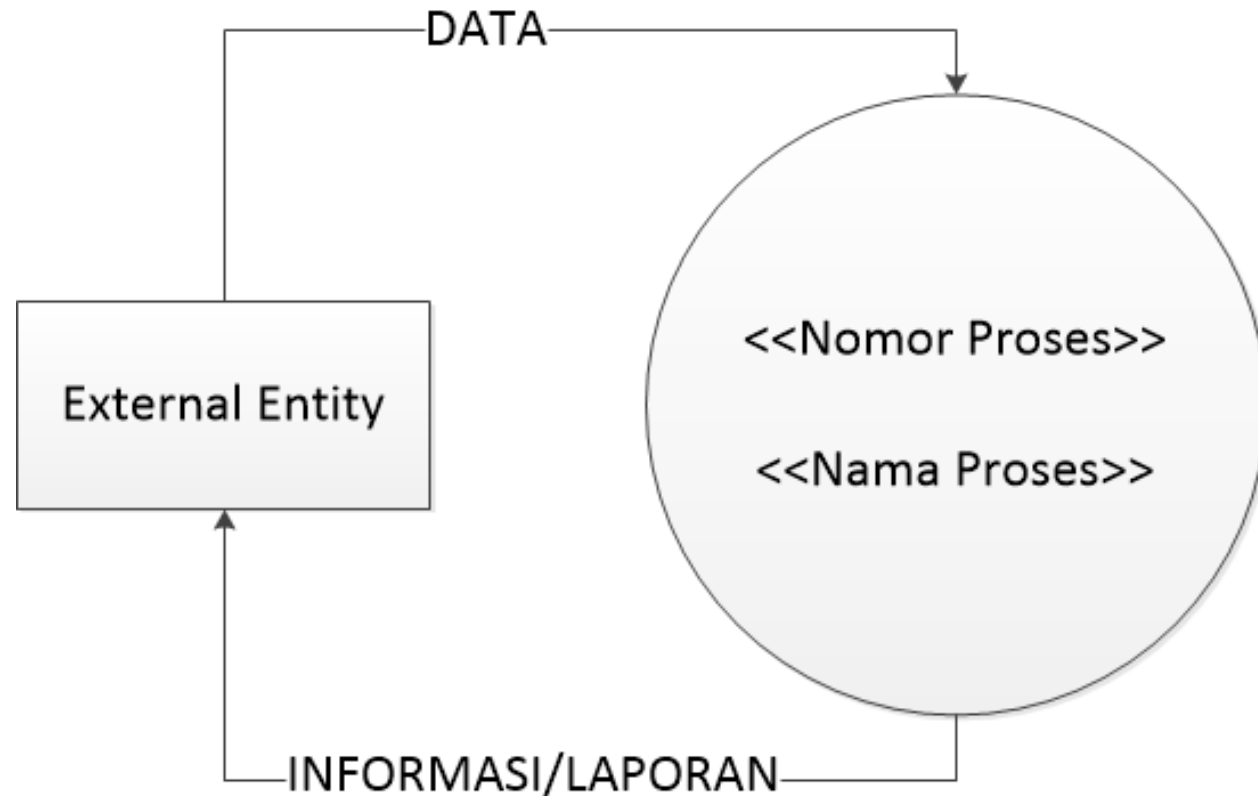 DATA
External Entity
<<Nomor Proses>>
<<Nama Proses>>
INFORMASI/LAPORAN